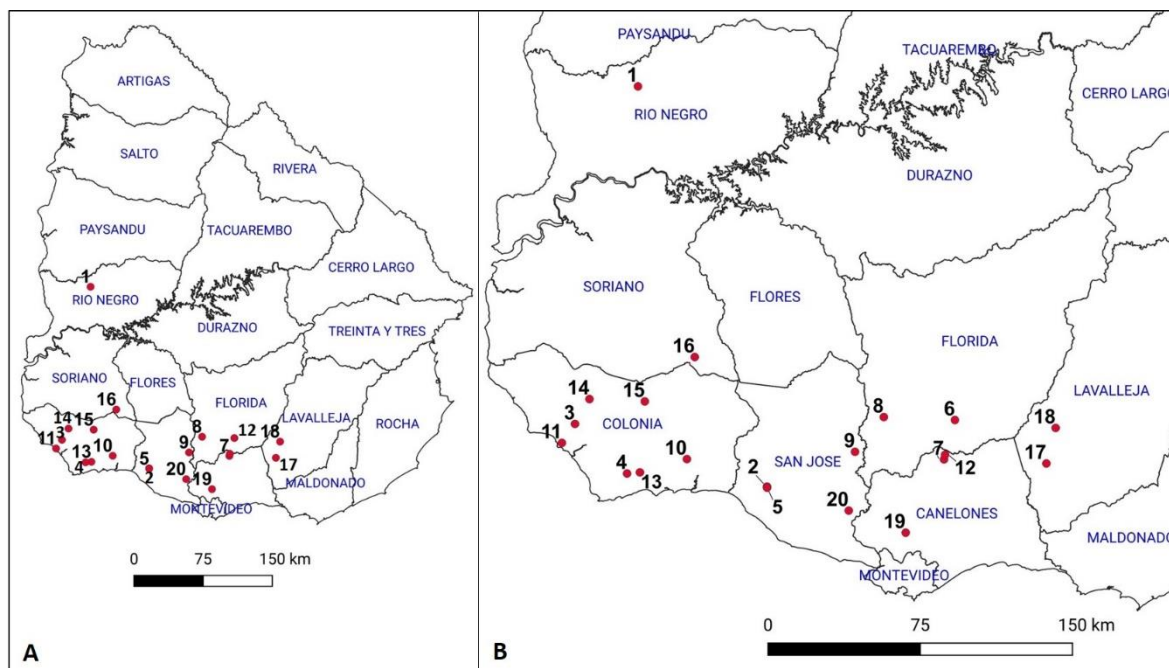 ARTIGAS
SALTO
RIVERA
PAYSANDU
TACUAREMBO
CERRO LARGO
1
RIO NEGRO
DURAZNO
TREINTA Y TRES
SORIANO
FLORES
16
FLORIDA
LAVALLEJA
ROCHA
14
15
8
12
18
11
3
9
7
13
10
4
5
2
20
19
17
MALDONADO
MONTEVIDEO
0 75 150 km
A
PAYSANDU
TACUAREMBO
1
CERRO LARGO
RIO NEGRO
DURAZNO
SORIANO
FLORES
FLORIDA
16
LAVALLEJA
14
15
3
COLONIA
8
6
18
11
9
7
10
12
17
4
13
2
SAN JOSE
5
20
CANELONES
19
MALDONADO
MONTEVIDEO
0 75 150 km
B